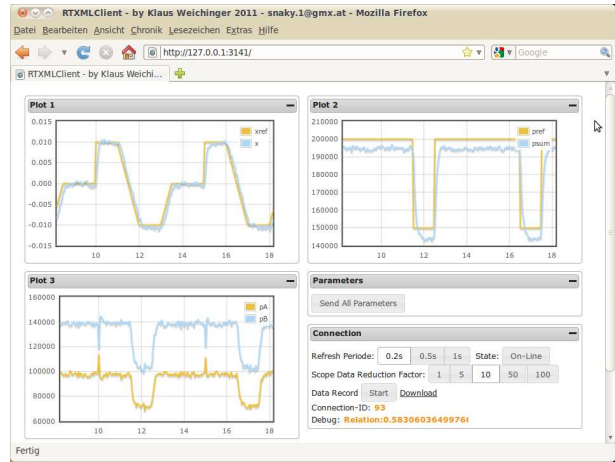 RTXMLClient - by Klaus Weichinger 2011 - snaky.1@gmx.at - Mozilla Firefox
Datei Bearbeiten Ansicht Chronik Lesezeichen Extras Hilfe
http://127.0.0.1:3141/
Google
RTXMLClient - by Klaus Weichi...
Plot 1
0.015
0.010
0.005
0.000
-0.005
-0.010
-0.015
10 12 14 16 18
xref
x
Plot 2
210000
200000
190000
180000
170000
160000
150000
140000
10 12 14 16 18
pref
psum
Plot 3
160000
140000
120000
100000
80000
60000
10 12 14 16 18
pA
pB
Parameters
Send All Parameters
Connection
Refresh Periode: 0.2s 0.5s 1s State: On-Line
Scope Data Reduction Factor: 1 5 10 50 100
Data Record Start Download
Connection-ID: 93
Debug: Relation:0.5830603649976
Fertig